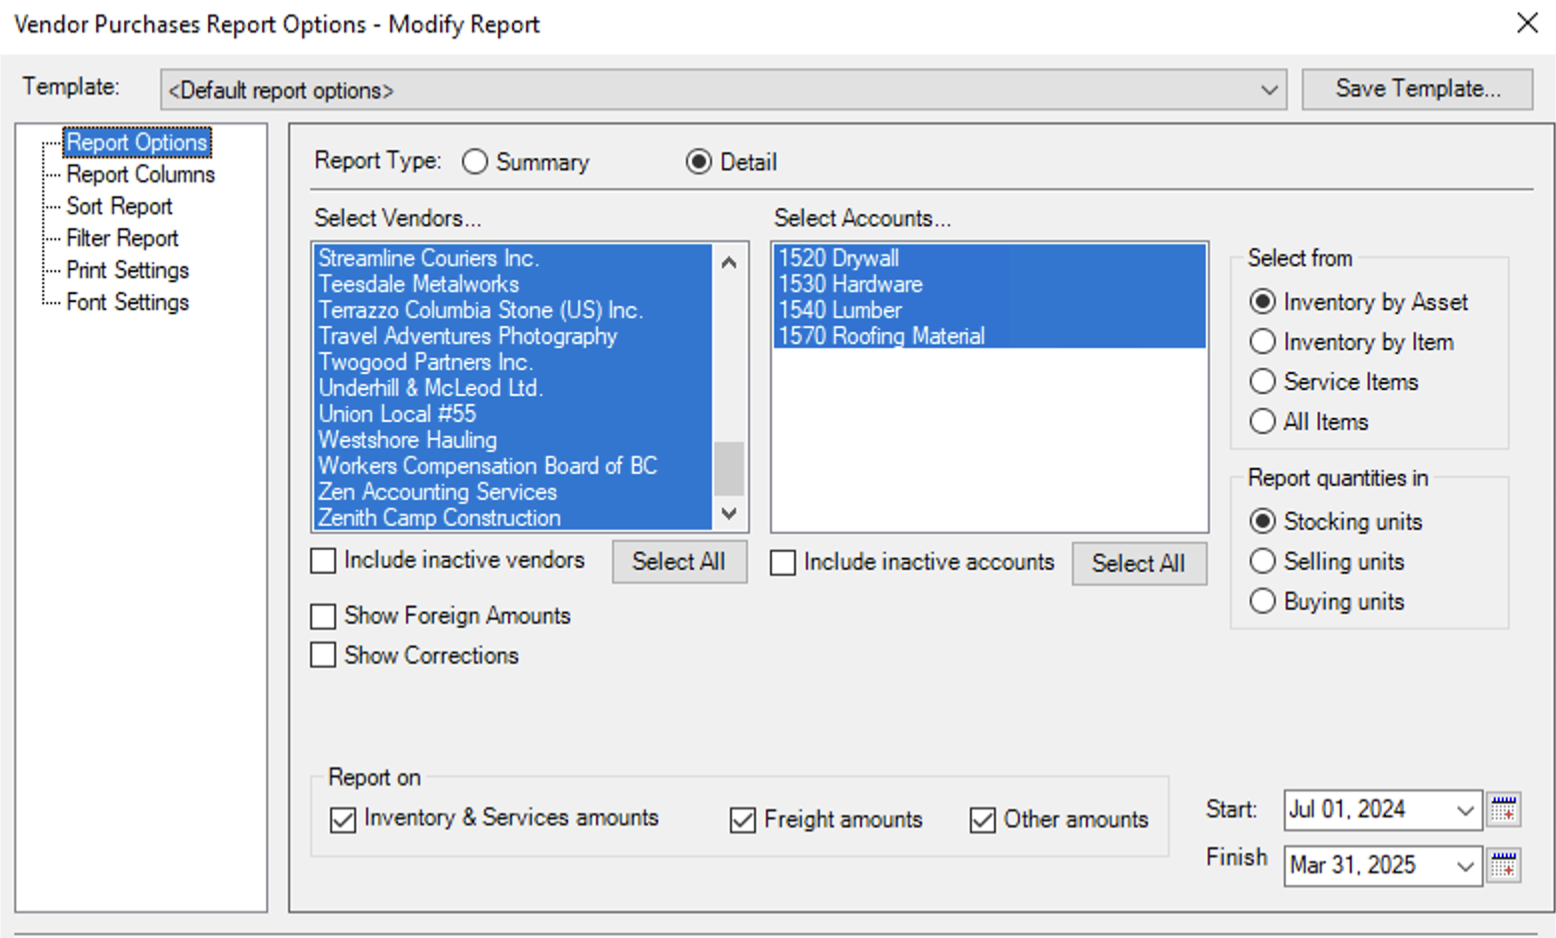 Vendor Purchases Report Options - Modify Report
Template:
<Default report options>
Save Template...
Report Options
Report Columns
Sort Report
Filter Report
Print Settings
Font Settings
Report Type:
Summary
Detail
Select Vendors...
Streamline Couriers Inc.
Teesdale Metalworks
Terrazzo Columbia Stone (US) Inc.
Travel Adventures Photography
Twogood Partners Inc.
Underhill & McLeod Ltd.
Union Local #55
Westshore Hauling
Workers Compensation Board of BC
Zen Accounting Services
Zenith Camp Construction
Include inactive vendors
Select All
Show Foreign Amounts
Show Corrections
Select Accounts...
1520 Drywall
1530 Hardware
1540 Lumber
1570 Roofing Material
Include inactive accounts
Select All
Select from
Inventory by Asset
Inventory by Item
Service Items
All Items
Report quantities in
Stocking units
Selling units
Buying units
Report on
Inventory & Services amounts
Freight amounts
Other amounts
Start:
Jul 01, 2024
Finish
Mar 31, 2025